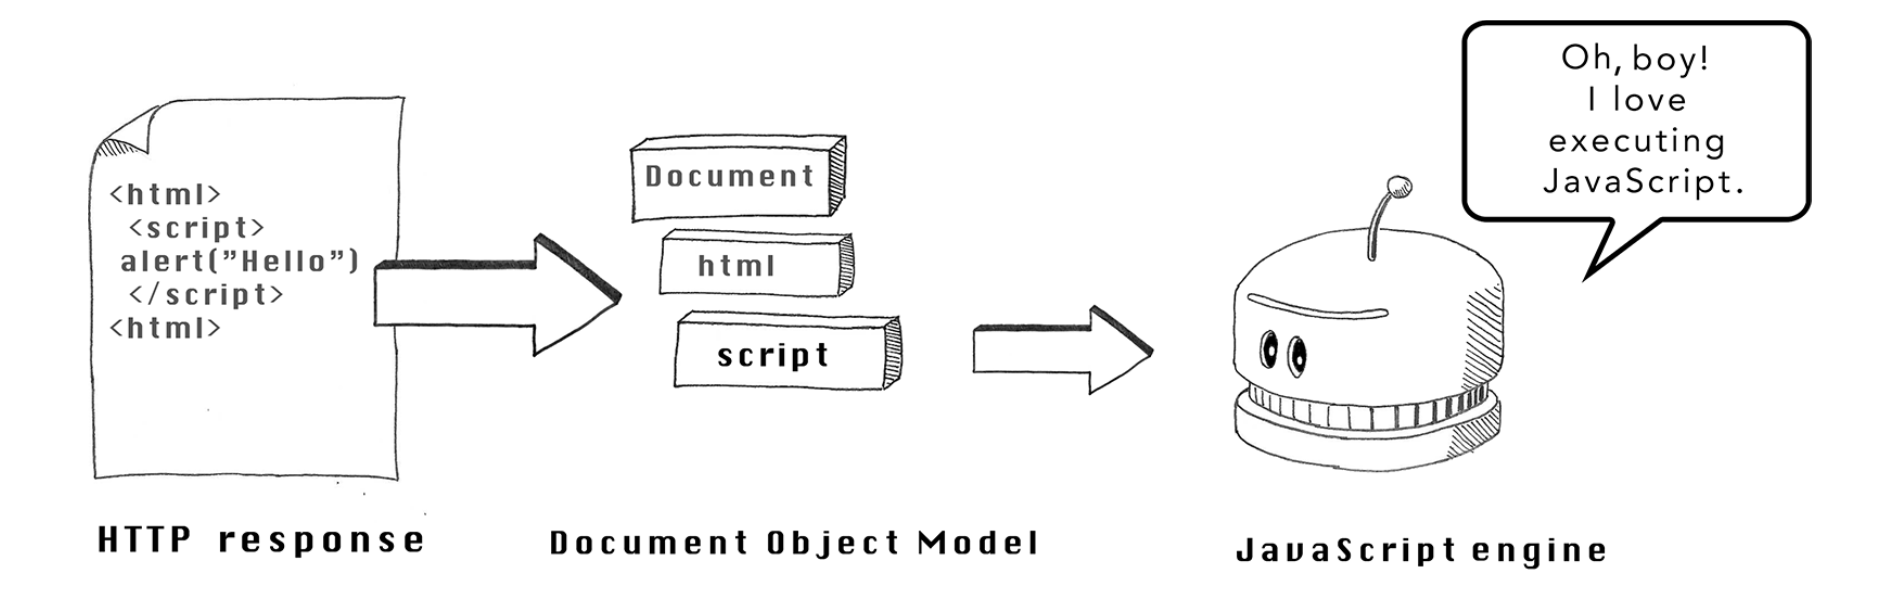 <html>
<script>
alert(”Hello”)
</script>
<html>
HTTP response
Document
html
script
Document Object Model
Oh, boy!
I love
executing
JavaScript.
JavaScript engine